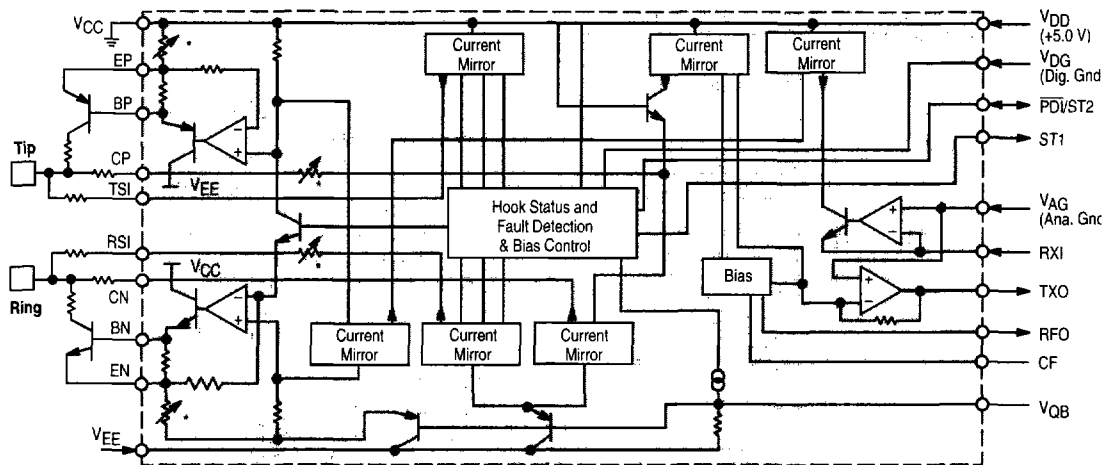 VCC
EP
BP
Tip
CP
TSI
VEE
RSI
VCC
CN
Ring
BN
EN
VEE
*
*
*
*
Current
Mirror
Current
Mirror
Current
Mirror
Hook Status and
Fault Detection
& Bias Control
Bias
Current
Mirror
Current
Mirror
Current
Mirror
VDD
(+5.0 V)
VDG
(Dig. Gnd
PDI/ST2
ST1
VAG
(Ana. Gnd
RXI
TXO
RFO
CF
VQB